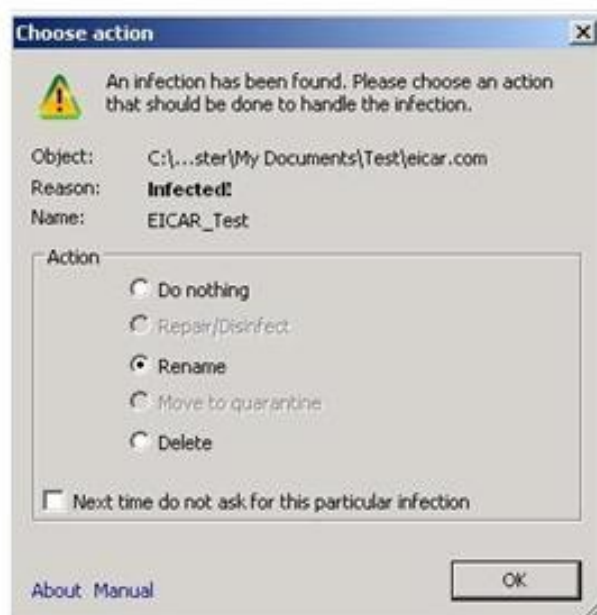 Choose action
An infection has been found. Please choose an action
that should be done to handle the infection.
Object: C:\...ster\My Documents\Test\eicar.com
Reason: Infected!
Name: EICAR_Test
Action
Do nothing
Repair/Disinfect
Rename
Move to quarantine
Delete
Next time do not ask for this particular infection
About Manual OK